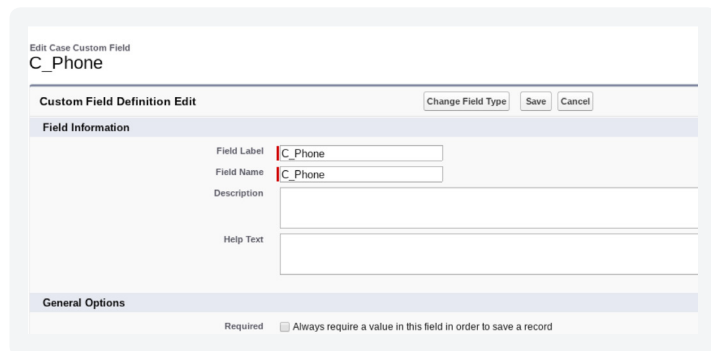 Edit Case Custom Field
C_Phone
Custom Field Definition Edit Change Field Type Save Cancel
Field Information
Field Label C_Phone
Field Name C_Phone
Description
Help Text
General Options
Required Always require a value in this field in order to save a record